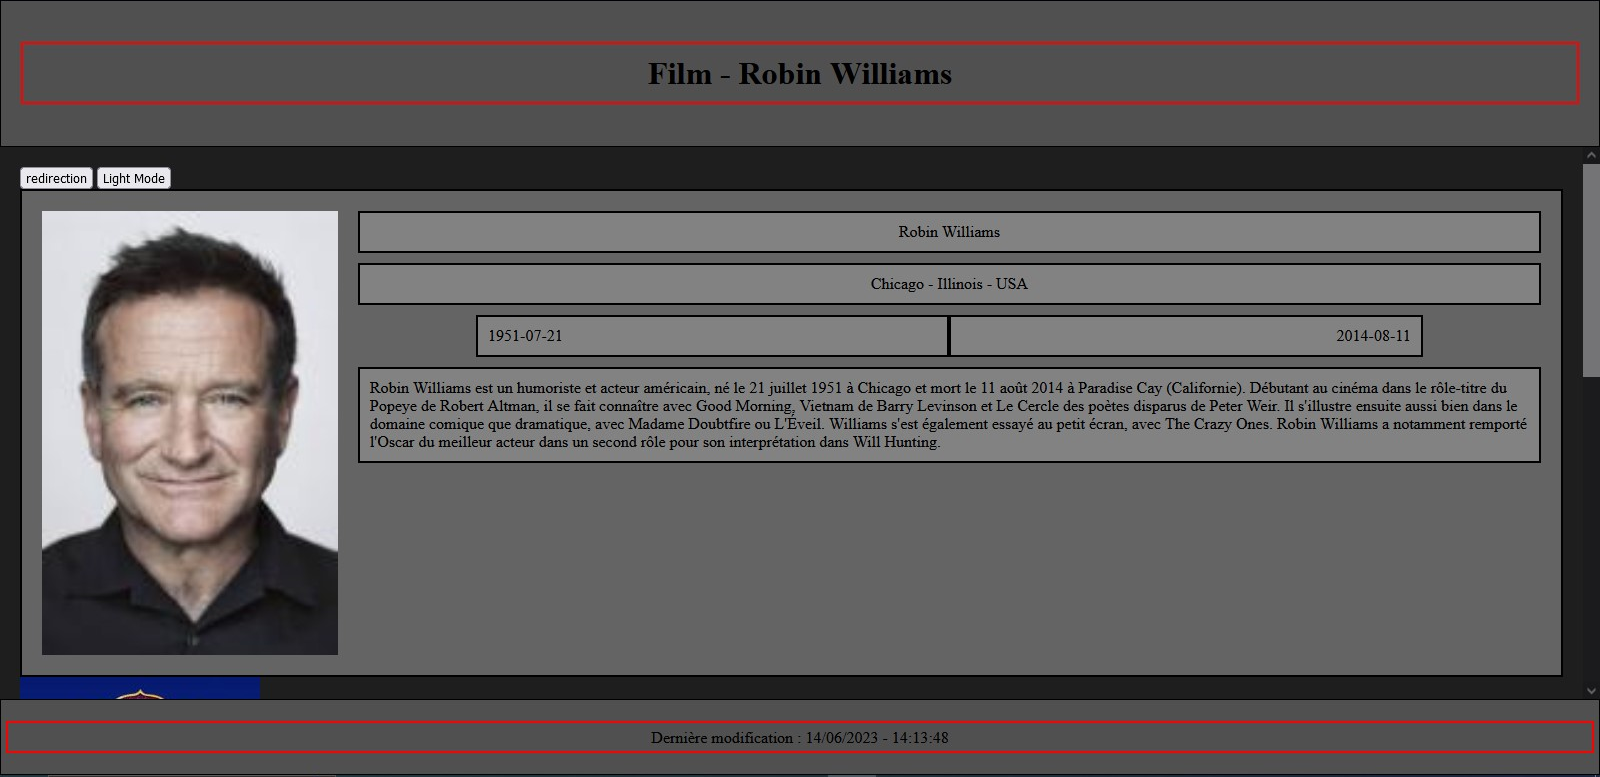 Film - Robin Williams
redirection Light Mode
Robin Williams
Chicago - Illinois - USA
1951-07-21 2014-08-11
Robin Williams est un humoriste et acteur américain, né le 21 juillet 1951 à Chicago et mort le 11 août 2014 à Paradise Cay (Californie). Débutant au cinéma dans le rôle-titre du
Popeye de Robert Altman, il se fait connaître avec Good Morning, Vietnam de Barry Levinson et Le Cercle des poètes disparus de Peter Weir. Il s'illustre ensuite aussi bien dans le
domaine comique que dramatique, avec Madame Doubtfire ou L'Éveil. Williams s'est également essayé au petit écran, avec The Crazy Ones. Robin Williams a notamment remporté
l'Oscar du meilleur acteur dans un second rôle pour son interprétation dans Will Hunting.
Dernière modification : 14/06/2023 - 14:13:48